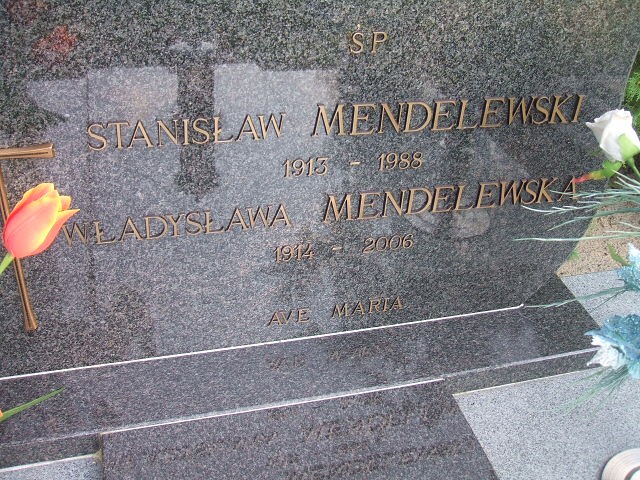 ŚP
STANISŁAW MENDELEWSKI
1913 - 1988
WŁADYSŁAWA MENDELEWSKA
1914 - 2006
AVE MARIA